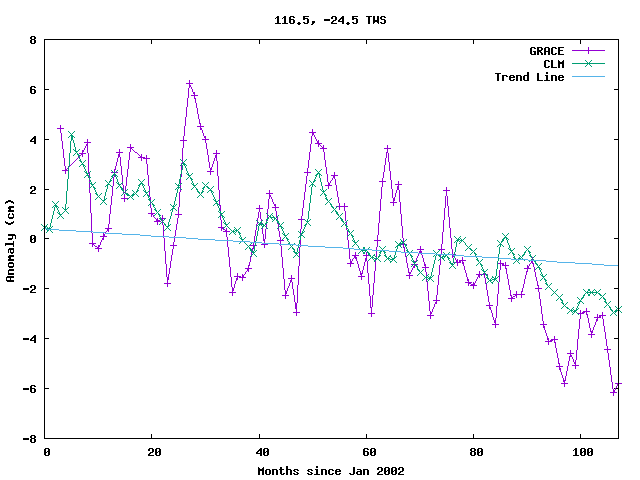 116.5, -24.5 TWS
GRACE
CLM
Trend Line
8
6
4
2
0
-2
-4
-6
-8
Anomaly (cm)
0 20 40 60 80 100
Months since Jan 2002